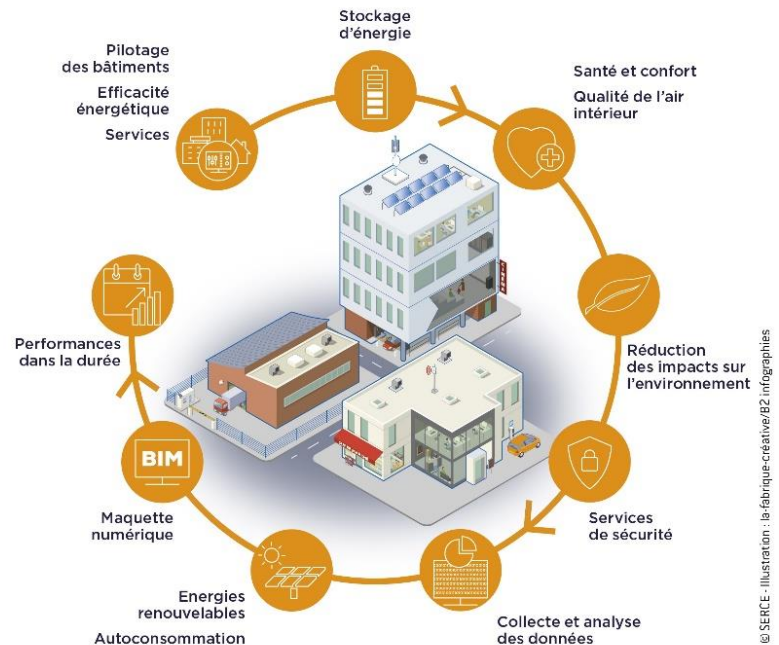 Stockage
d'énergie
Pilotage
des bâtiments
Efficacité
énergétique
Services
Santé et confort
Qualité de l'air
intérieur
Performances
dans la durée
Réduction
des impacts sur
l'environnement
BIM
Maquette
numérique
Services
de sécurité
Energies
renouvelables
Autoconsommation
Collecte et analyse
des données
© SERCE - Illustration : la-fabrique-créative/B2 infographies